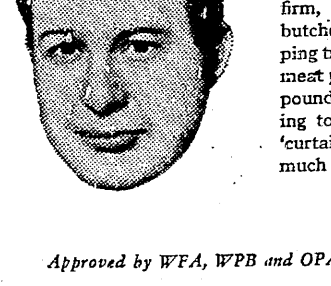 firm,
butche
ping t
meat
pound
ing to
'curtai
much
Approved by WFA, WPB and OPA